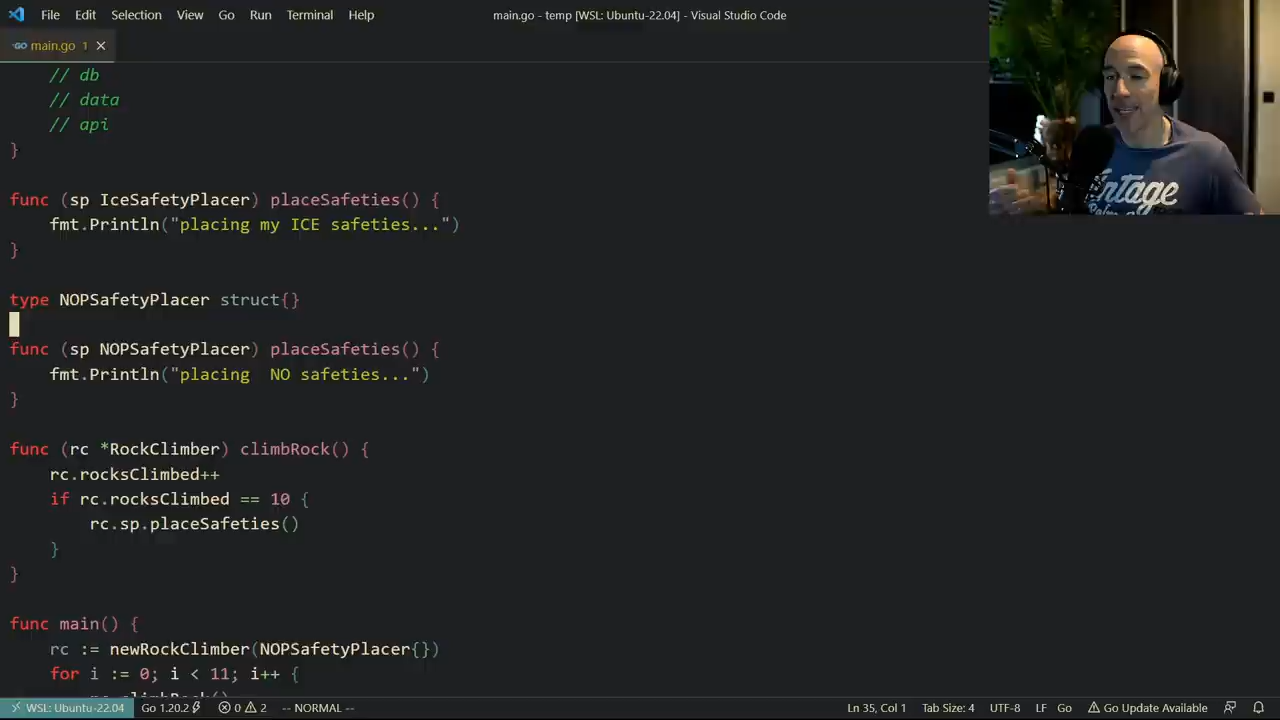 File Edit Selection View Go Run Terminal Help
main.go - temp [WSL: Ubuntu-22.04] - Visual Studio Code
main.go 1
// db
// data
// api
}
func (sp IceSafetyPlacer) placeSafeties() {
fmt.Println("placing my ICE safeties...")
}
type NOPSafetyPlacer struct{}
func (sp NOPSafetyPlacer) placeSafeties() {
fmt.Println("placing  NO safeties...")
}
func (rc *RockClimber) climbRock() {
rc.rocksClimbed++
if rc.rocksClimbed == 10 {
rc.sp.placeSafeties()
}
}
func main() {
rc := newRockClimber(NOPSafetyPlacer{})
for i := 0; i < 11; i++ {
rc.climbRock()
WSL: Ubuntu-22.04 Go 1.20.2 0 2 -- NORMAL -- Ln 35, Col 1 Tab Size: 4 UTF-8 LF Go Go Update Available